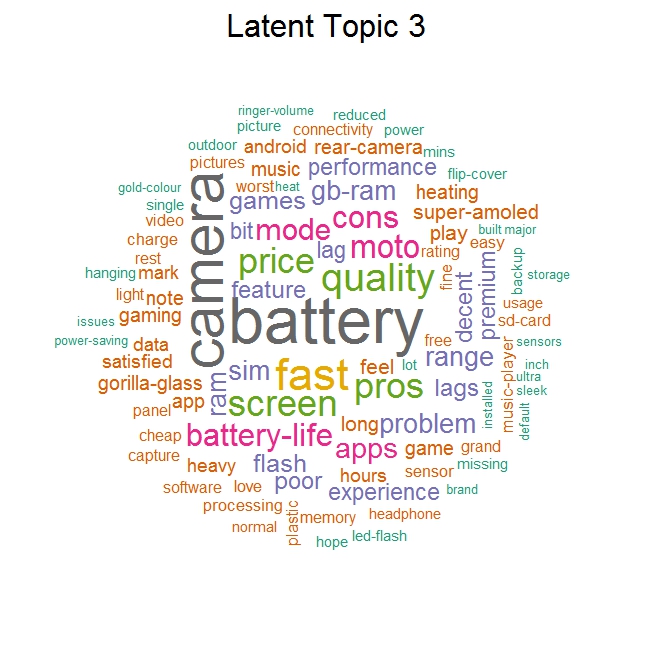 Latent Topic 3
ringer-volume
reduced
picture
connectivity
power
outdoor
android
rear-camera
mins
pictures
music
performance
flip-cover
gold-colour
worst
heat
games
gb-ram
heating
single
camera
video
bit
mode
cons
super-amoled
play
built
major
charge
lag
moto
rating
easy
rest
price
quality
fine
decent
premium
backup
storage
hanging
mark
feature
light
note
battery
usage
gaming
sd-card
issues
power-saving
data
free
sensors
satisfied
sim
fast
feel
lot
range
music-player
inch
ultra
gorilla-glass
ram
screen
pros
lags
installed
sleek
default
app
panel
long
problem
cheap
battery-life
apps
game
grand
capture
heavy
flash
hours
sensor
missing
software
love
poor
experience
brand
processing
plastic
memory
headphone
normal
hope
led-flash